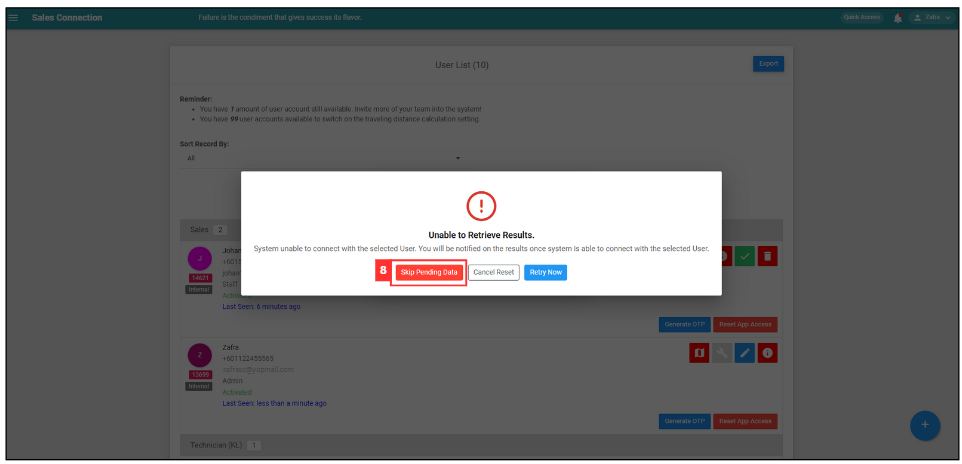 Sales Connection
Failure is the condiment that gives success its flavor.
Quick Access
Zafra
User List (10)
Export
Reminder:
You have 1 amount of user account still available. Invite more of your team into the system!
You have 99 user accounts available to switch on the traveling distance calculation setting.
Sort Record By:
All
Unable to Retrieve Results.
System unable to connect with the selected User. You will be notified on the results once system is able to connect with the selected User.
8 Skip Pending Data
Cancel Reset
Retry Now
Sales 2
J
Johan
+6015
johan
14621
Staff
Internal
Last Seen: 6 minutes ago
Generate OTP
Reset App Access
Z
Zafra
+601122455665
13699
Admin
Internal
Activated
Last Seen: less than a minute ago
Generate OTP
Reset App Access
Technician (KL) 1